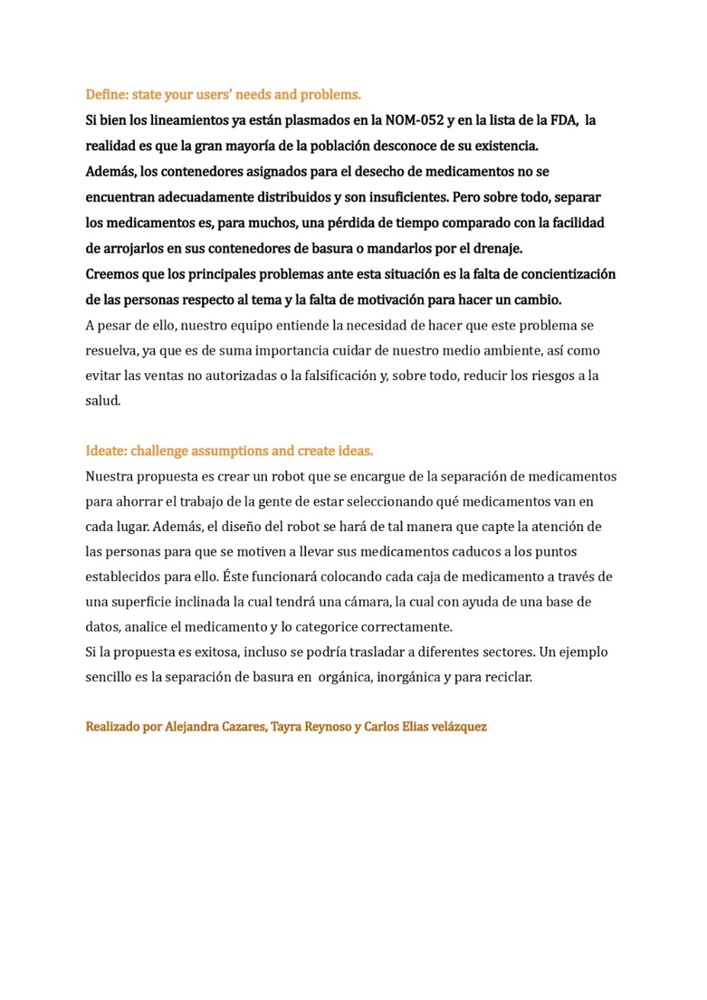 Define: state your users' needs and problems.
Si bien los lineamientos ya están plasmados en la NOM-052 y en la lista de la FDA,  la
realidad es que la gran mayoría de la población desconoce de su existencia.
Además, los contenedores asignados para el desecho de medicamentos no se
encuentran adecuadamente distribuidos y son insuficientes. Pero sobre todo, separar
los medicamentos es, para muchos, una pérdida de tiempo comparado con la facilidad
de arrojarlos en sus contenedores de basura o mandarlos por el drenaje.
Creemos que los principales problemas ante esta situación es la falta de concientización
de las personas respecto al tema y la falta de motivación para hacer un cambio.
A pesar de ello, nuestro equipo entiende la necesidad de hacer que este problema se
resuelva, ya que es de suma importancia cuidar de nuestro medio ambiente, así como
evitar las ventas no autorizadas o la falsificación y, sobre todo, reducir los riesgos a la
salud.
Ideate: challenge assumptions and create ideas.
Nuestra propuesta es crear un robot que se encargue de la separación de medicamentos
para ahorrar el trabajo de la gente de estar seleccionando qué medicamentos van en
cada lugar. Además, el diseño del robot se hará de tal manera que capte la atención de
las personas para que se motiven a llevar sus medicamentos caducos a los puntos
establecidos para ello. Éste funcionará colocando cada caja de medicamento a través de
una superficie inclinada la cual tendrá una cámara, la cual con ayuda de una base de
datos, analice el medicamento y lo categorice correctamente.
Si la propuesta es exitosa, incluso se podría trasladar a diferentes sectores. Un ejemplo
sencillo es la separación de basura en  orgánica, inorgánica y para reciclar.
Realizado por Alejandra Cazares, Tayra Reynoso y Carlos Elias velázquez